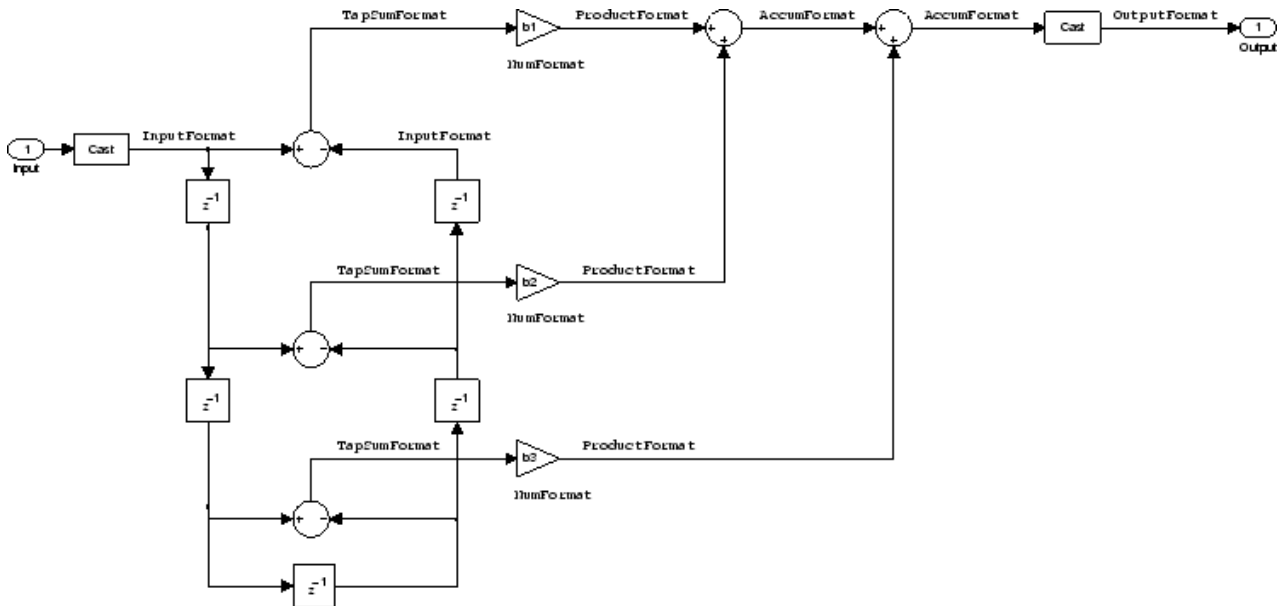 TapSumFormat
b1
ProductFormat
AccumFormat
AccumFormat
OutputFormat
+
+
+
+
Cast
1
Output
NumFormat
1
Input
Cast
InputFormat
+
−
InputFormat
z⁻¹
z⁻¹
TapSumFormat
b2
ProductFormat
NumFormat
+
−
z⁻¹
z⁻¹
TapSumFormat
b3
ProductFormat
NumFormat
+
−
z⁻¹